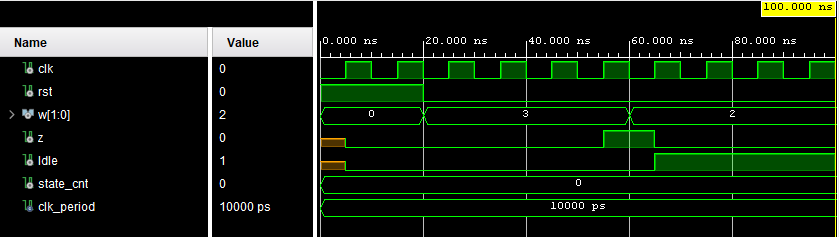 100.000 ns
Name Value
0.000 ns 20.000 ns 40.000 ns 60.000 ns 80.000 ns
clk 0
rst 0
w[1:0] 2 0 3 2
z 0
Idle 1
state_cnt 0 0
clk_period 10000 ps 10000 ps